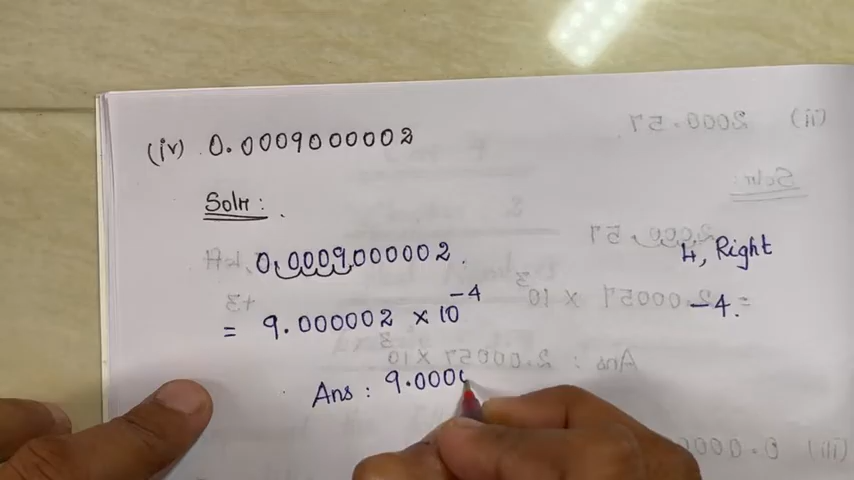 (iv) 0.0009000002
Soln :
0.0009000002.
4, Right
= 9.000002 × 10⁻⁴
-4.
Ans : 9.000